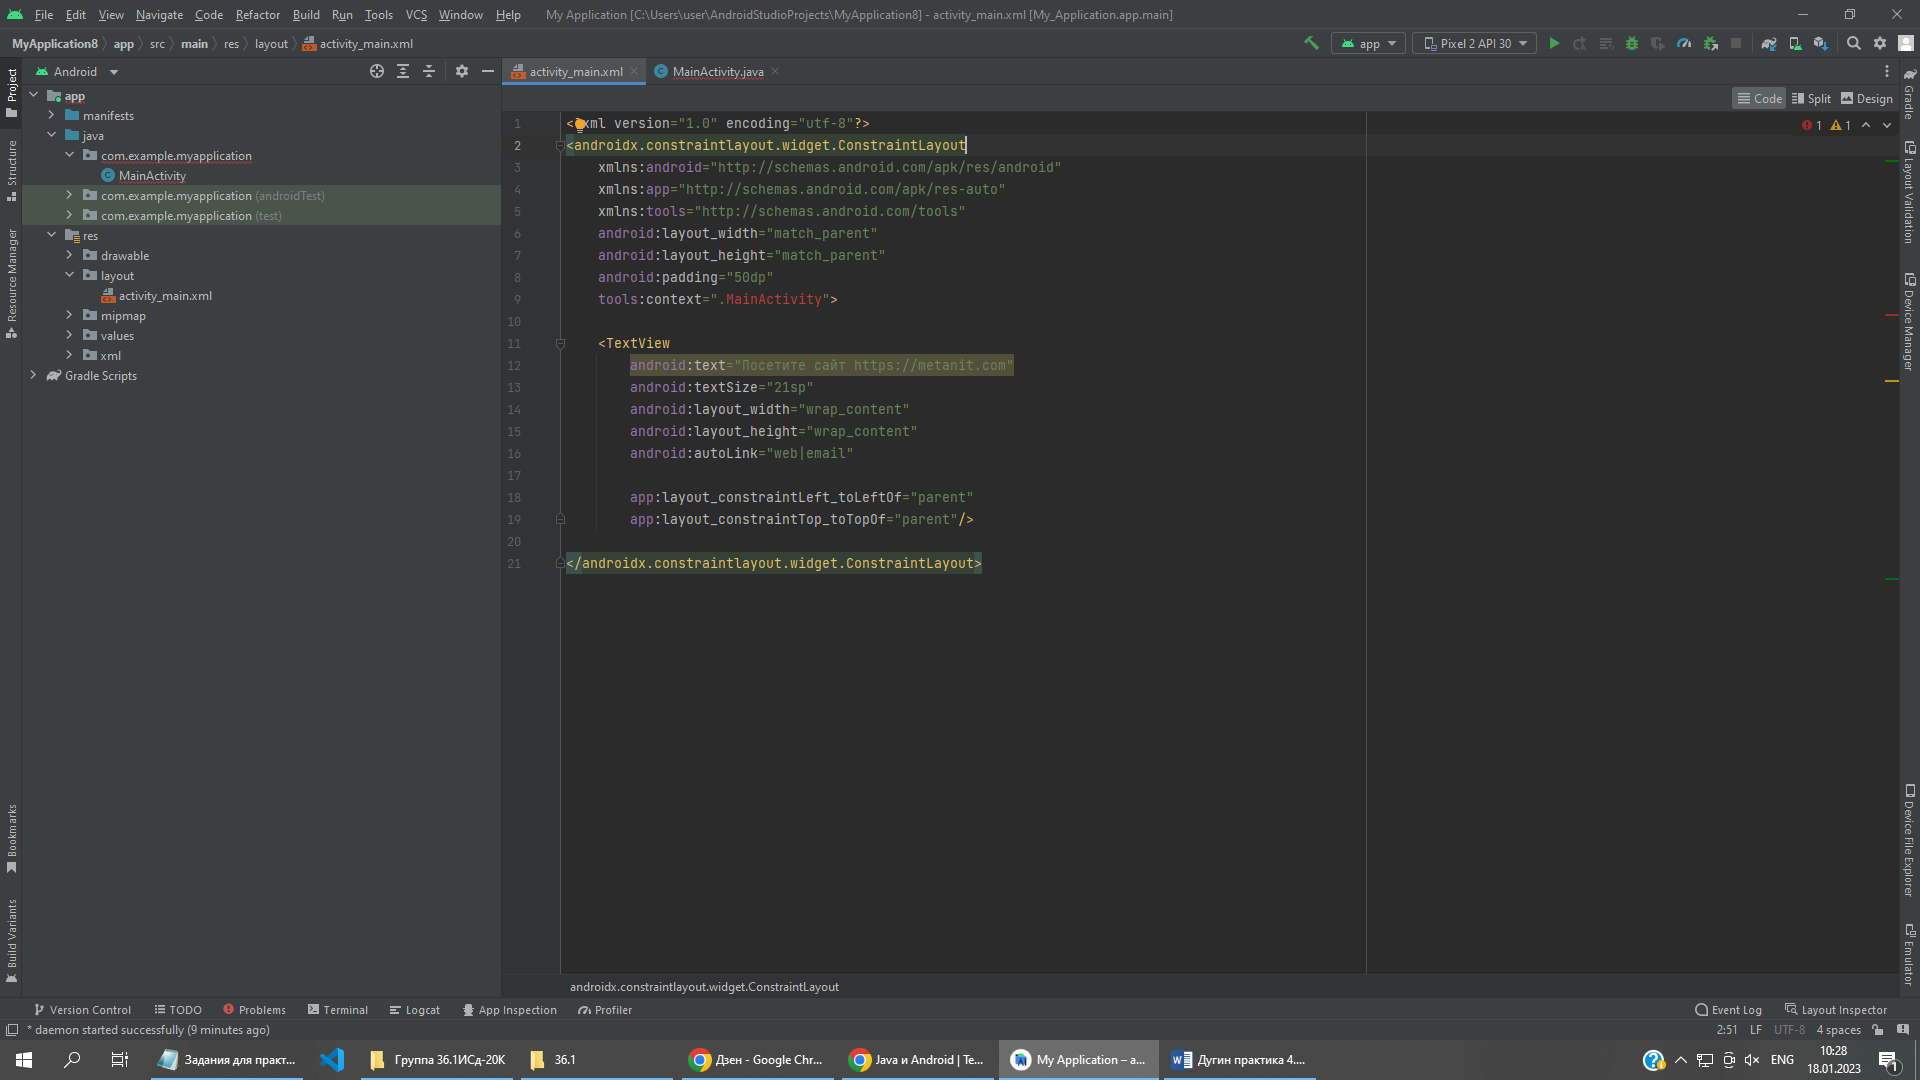 File Edit View Navigate Code Refactor Build Run Tools VCS Window Help My Application [C:\Users\user\AndroidStudioProjects\MyApplication8] - activity_main.xml [My_Application.app.main]
MyApplication8 app src main res layout activity_main.xml
app Pixel 2 API 30
Android
activity_main.xml MainActivity.java
Code Split Design
1 1
app
manifests
java
com.example.myapplication
MainActivity
com.example.myapplication (androidTest)
com.example.myapplication (test)
res
drawable
layout
activity_main.xml
mipmap
values
xml
Gradle Scripts
1 <?xml version="1.0" encoding="utf-8"?>
2 <androidx.constraintlayout.widget.ConstraintLayout
3 xmlns:android="http://schemas.android.com/apk/res/android"
4 xmlns:app="http://schemas.android.com/apk/res-auto"
5 xmlns:tools="http://schemas.android.com/tools"
6 android:layout_width="match_parent"
7 android:layout_height="match_parent"
8 android:padding="50dp"
9 tools:context=".MainActivity">
10
11 <TextView
12 android:text="Посетите сайт https://metanit.com"
13 android:textSize="21sp"
14 android:layout_width="wrap_content"
15 android:layout_height="wrap_content"
16 android:autoLink="web|email"
17
18 app:layout_constraintLeft_toLeftOf="parent"
19 app:layout_constraintTop_toTopOf="parent"/>
20
21 </androidx.constraintlayout.widget.ConstraintLayout>
androidx.constraintlayout.widget.ConstraintLayout
Project
Structure
Resource Manager
Bookmarks
Build Variants
Gradle
Layout Validation
Device Manager
Device File Explorer
Emulator
Version Control TODO Problems Terminal Logcat App Inspection Profiler Event Log Layout Inspector
* daemon started successfully (9 minutes ago) 2:51 LF UTF-8 4 spaces
Задания для практ... Группа 36.1ИСд-20К 36.1 Дзен - Google Chr... Java и Android | Te... My Application – a... Дугин практика 4.... ENG 10:28
18.01.2023
1